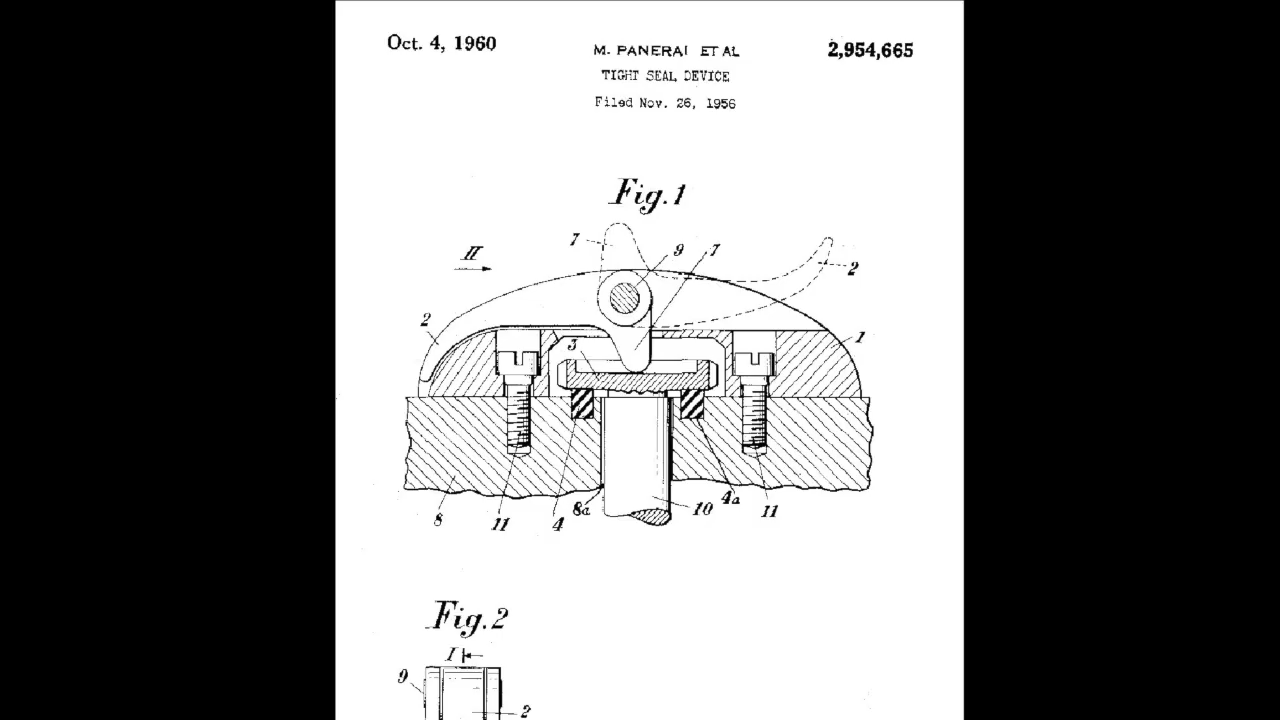 Oct. 4, 1960
M. PANERAI ET AL
2,954,665
TIGHT SEAL DEVICE
Filed Nov. 26, 1956
Fig.1
7
9
7
II
2
2
3
1
8
11
4
8a
10
4a
11
Fig.2
I
9
2